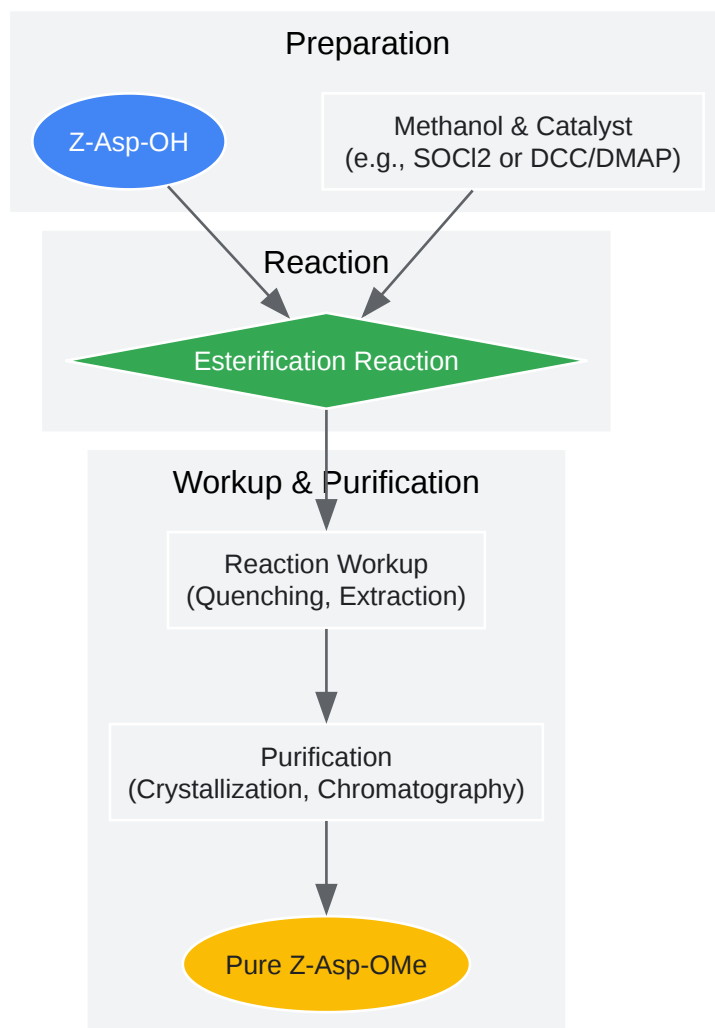 Preparation
Z-Asp-OH
Methanol & Catalyst
(e.g., SOCl2 or DCC/DMAP)
Reaction
Esterification Reaction
Workup & Purification
Reaction Workup
(Quenching, Extraction)
Purification
(Crystallization, Chromatography)
Pure Z-Asp-OMe